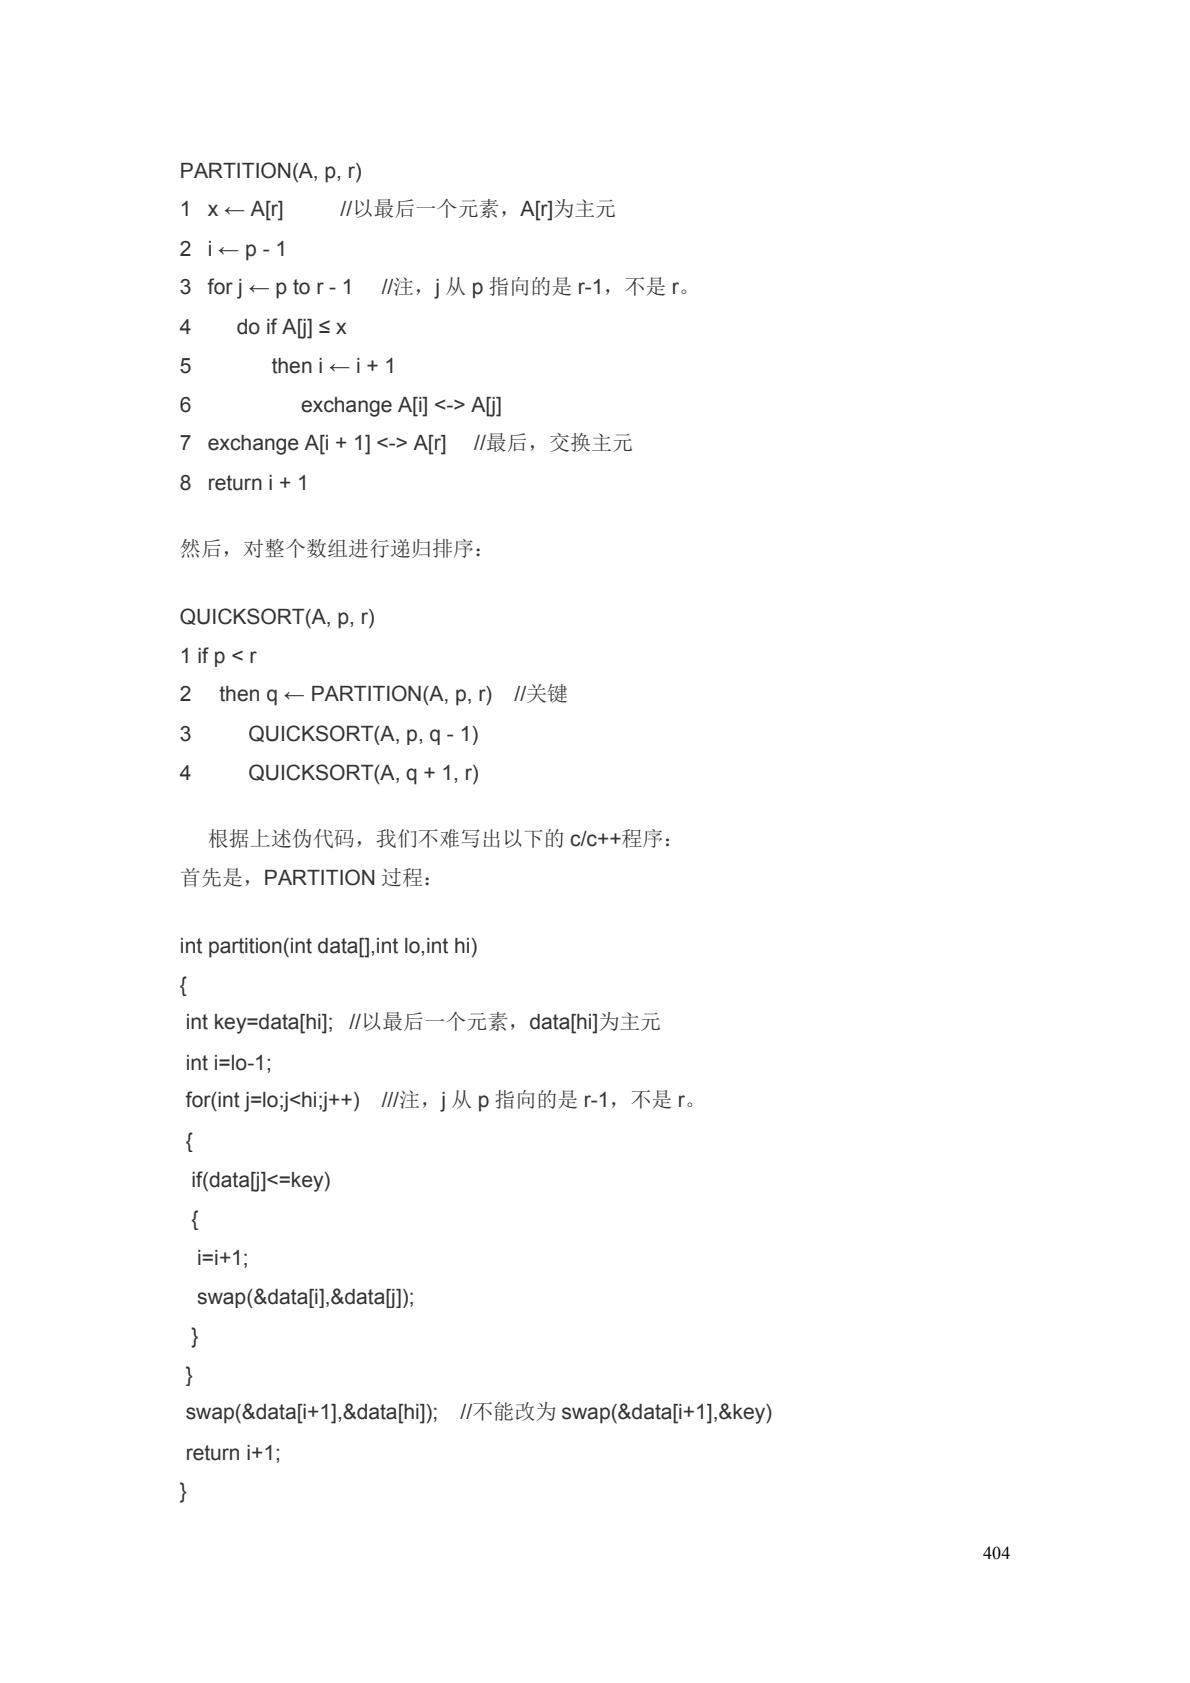 PARTITION(A, p, r)
1 x ← A[r] //以最后一个元素，A[r]为主元
2 i ← p - 1
3 for j ← p to r - 1 //注，j 从 p 指向的是 r-1，不是 r。
4 do if A[j] ≤ x
5 then i ← i + 1
6 exchange A[i] <-> A[j]
7 exchange A[i + 1] <-> A[r] //最后，交换主元
8 return i + 1
然后，对整个数组进行递归排序：
QUICKSORT(A, p, r)
1 if p < r
2 then q ← PARTITION(A, p, r) //关键
3 QUICKSORT(A, p, q - 1)
4 QUICKSORT(A, q + 1, r)
根据上述伪代码，我们不难写出以下的 c/c++程序：
首先是，PARTITION 过程：
int partition(int data[],int lo,int hi)
{
int key=data[hi]; //以最后一个元素，data[hi]为主元
int i=lo-1;
for(int j=lo;j<hi;j++) ///注，j 从 p 指向的是 r-1，不是 r。
{
if(data[j]<=key)
{
i=i+1;
swap(&data[i],&data[j]);
}
}
swap(&data[i+1],&data[hi]); //不能改为 swap(&data[i+1],&key)
return i+1;
}
404